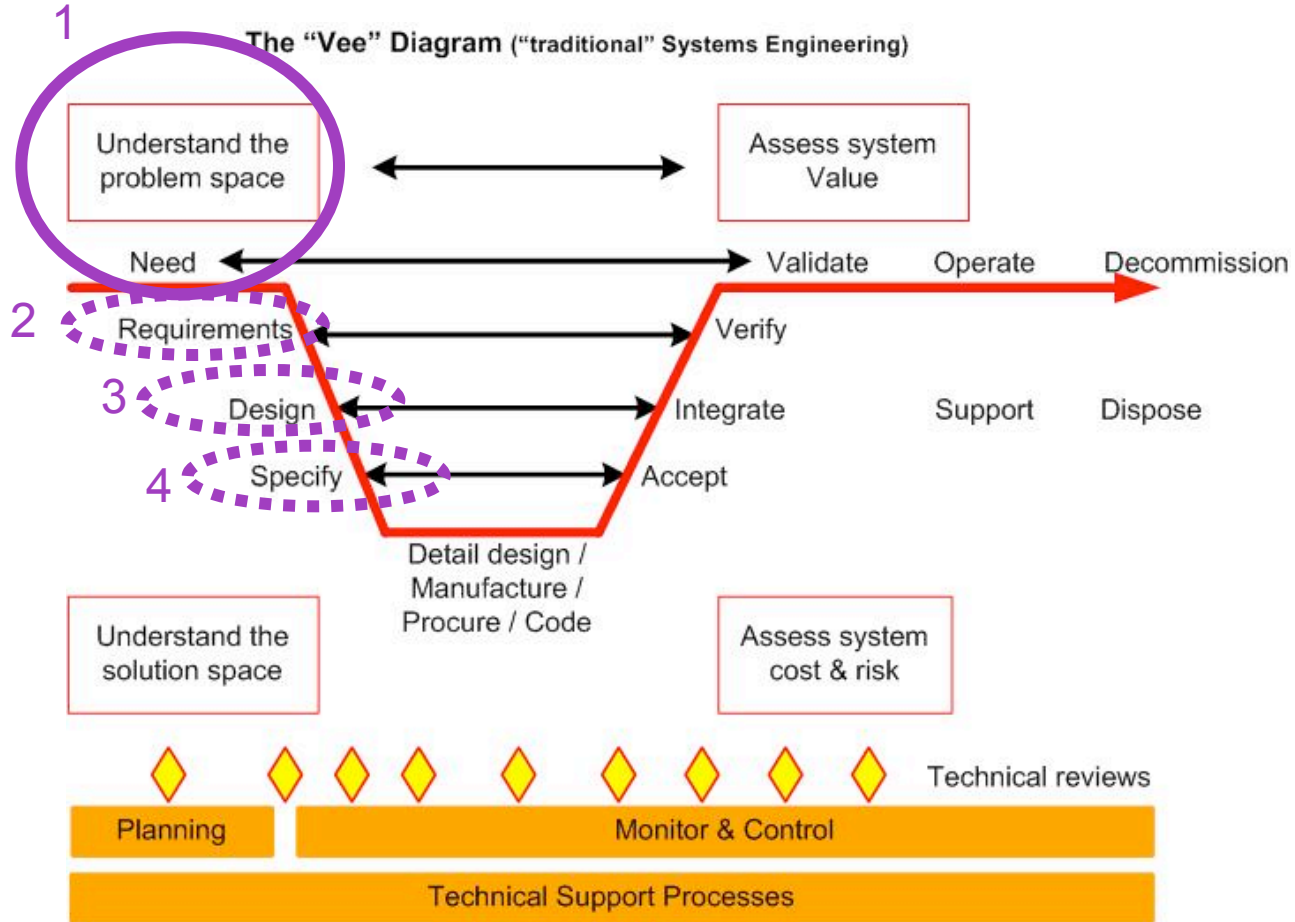 1
The “Vee” Diagram (“traditional” Systems Engineering)
Understand the
problem space
Assess system
Value
Need
Validate
Operate
Decommission
2
Requirements
Verify
3
Design
Integrate
Support
Dispose
4
Specify
Accept
Detail design /
Manufacture /
Procure / Code
Understand the
solution space
Assess system
cost & risk
Technical reviews
Planning
Monitor & Control
Technical Support Processes